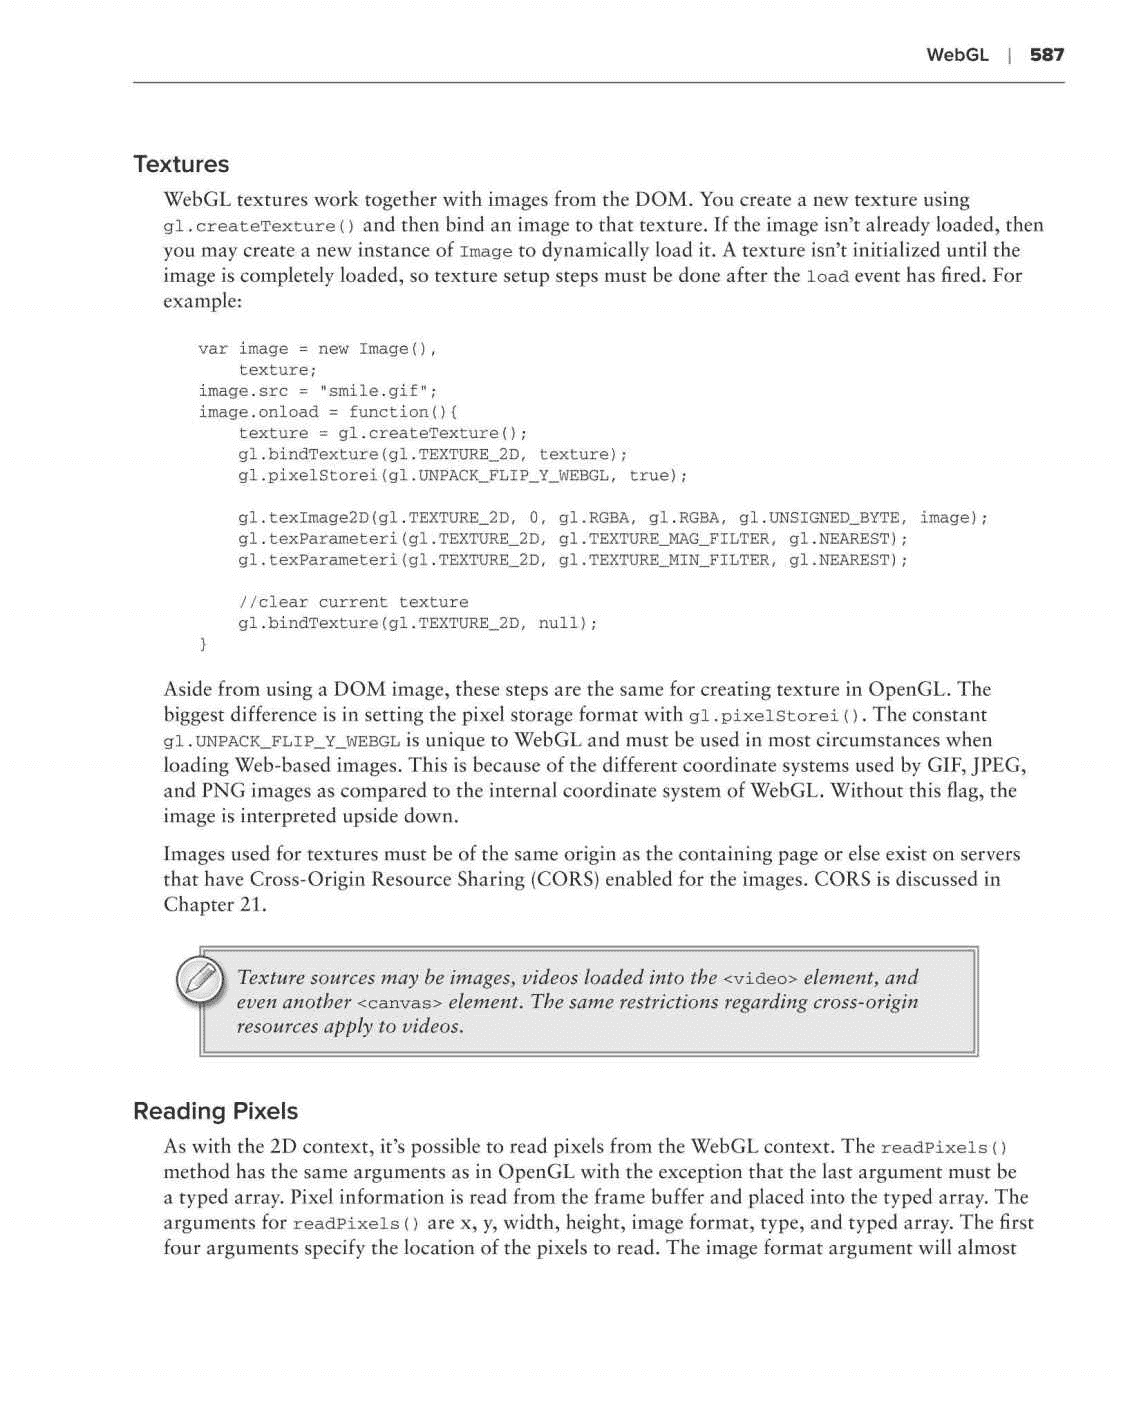 WebGL | 587
Textures
WebGL textures work together with images from the DOM. You create a new texture using
gl.createTexture() and then bind an image to that texture. If the image isn’t already loaded, then
you may create a new instance of Image to dynamically load it. A texture isn’t initialized until the
image is completely loaded, so texture setup steps must be done after the load event has fired. For
example:
var image = new Image(),
    texture;
image.src = "smile.gif";
image.onload = function(){
    texture = gl.createTexture();
    gl.bindTexture(gl.TEXTURE_2D, texture);
    gl.pixelStorei(gl.UNPACK_FLIP_Y_WEBGL, true);
    gl.texImage2D(gl.TEXTURE_2D, 0, gl.RGBA, gl.RGBA, gl.UNSIGNED_BYTE, image);
    gl.texParameteri(gl.TEXTURE_2D, gl.TEXTURE_MAG_FILTER, gl.NEAREST);
    gl.texParameteri(gl.TEXTURE_2D, gl.TEXTURE_MIN_FILTER, gl.NEAREST);
    //clear current texture
    gl.bindTexture(gl.TEXTURE_2D, null);
}
Aside from using a DOM image, these steps are the same for creating texture in OpenGL. The
biggest difference is in setting the pixel storage format with gl.pixelStorei(). The constant
gl.UNPACK_FLIP_Y_WEBGL is unique to WebGL and must be used in most circumstances when
loading Web-based images. This is because of the different coordinate systems used by GIF, JPEG,
and PNG images as compared to the internal coordinate system of WebGL. Without this flag, the
image is interpreted upside down.
Images used for textures must be of the same origin as the containing page or else exist on servers
that have Cross-Origin Resource Sharing (CORS) enabled for the images. CORS is discussed in
Chapter 21.
Texture sources may be images, videos loaded into the <video> element, and
even another <canvas> element. The same restrictions regarding cross-origin
resources apply to videos.
Reading Pixels
As with the 2D context, it’s possible to read pixels from the WebGL context. The readPixels()
method has the same arguments as in OpenGL with the exception that the last argument must be
a typed array. Pixel information is read from the frame buffer and placed into the typed array. The
arguments for readPixels() are x, y, width, height, image format, type, and typed array. The first
four arguments specify the location of the pixels to read. The image format argument will almost